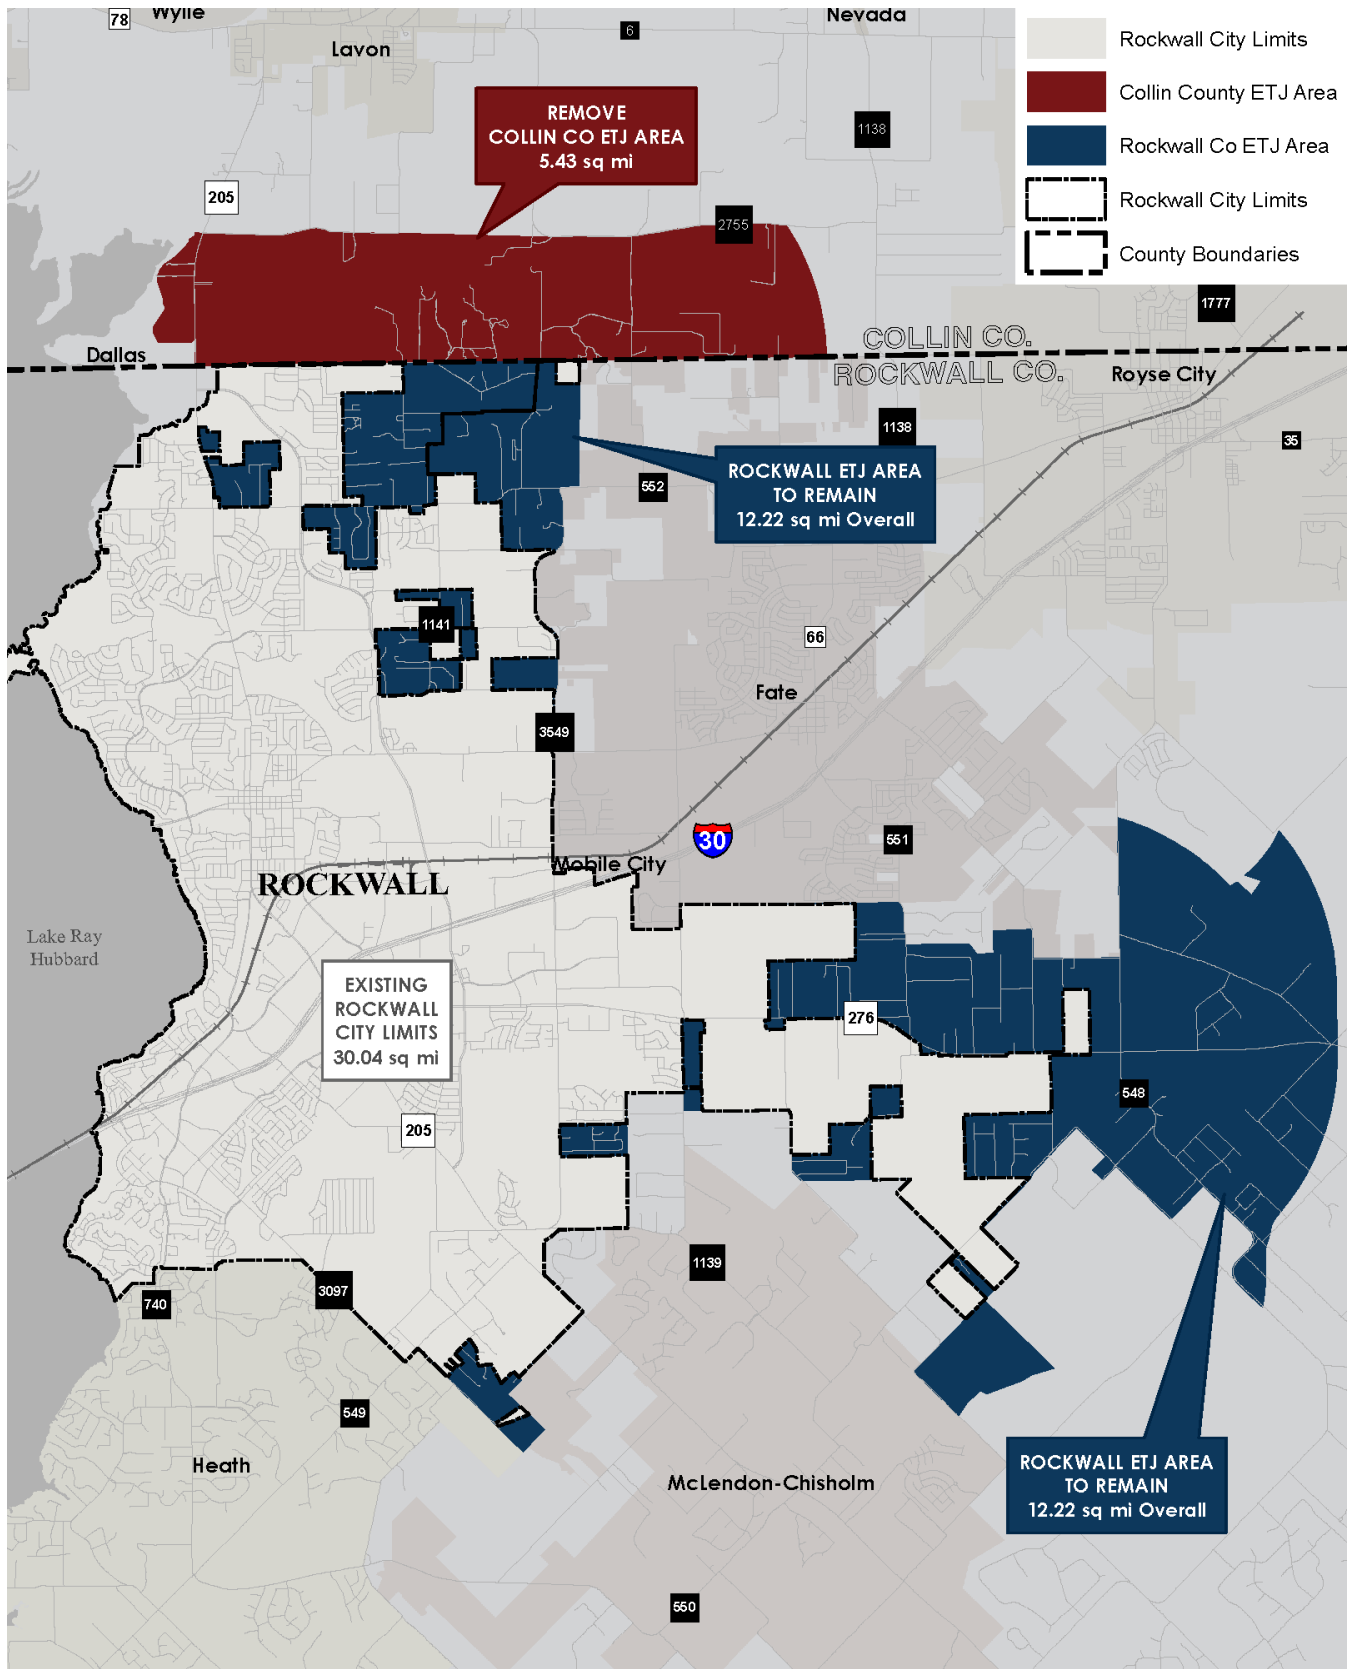 78
Wylie
Lavon
6
Nevada
1138
Rockwall City Limits
Collin County ETJ Area
Rockwall Co ETJ Area
Rockwall City Limits
County Boundaries
REMOVE
COLLIN CO ETJ AREA
5.43 sq mi
205
2755
1777
COLLIN CO.
ROCKWALL CO.
Dallas
Royse City
1138
35
ROCKWALL ETJ AREA
TO REMAIN
12.22 sq mi Overall
552
1141
66
Fate
3549
30
551
Mobile City
ROCKWALL
Lake Ray
Hubbard
EXISTING
ROCKWALL
CITY LIMITS
30.04 sq mi
276
548
205
1139
740
3097
549
Heath
McLendon-Chisholm
ROCKWALL ETJ AREA
TO REMAIN
12.22 sq mi Overall
550